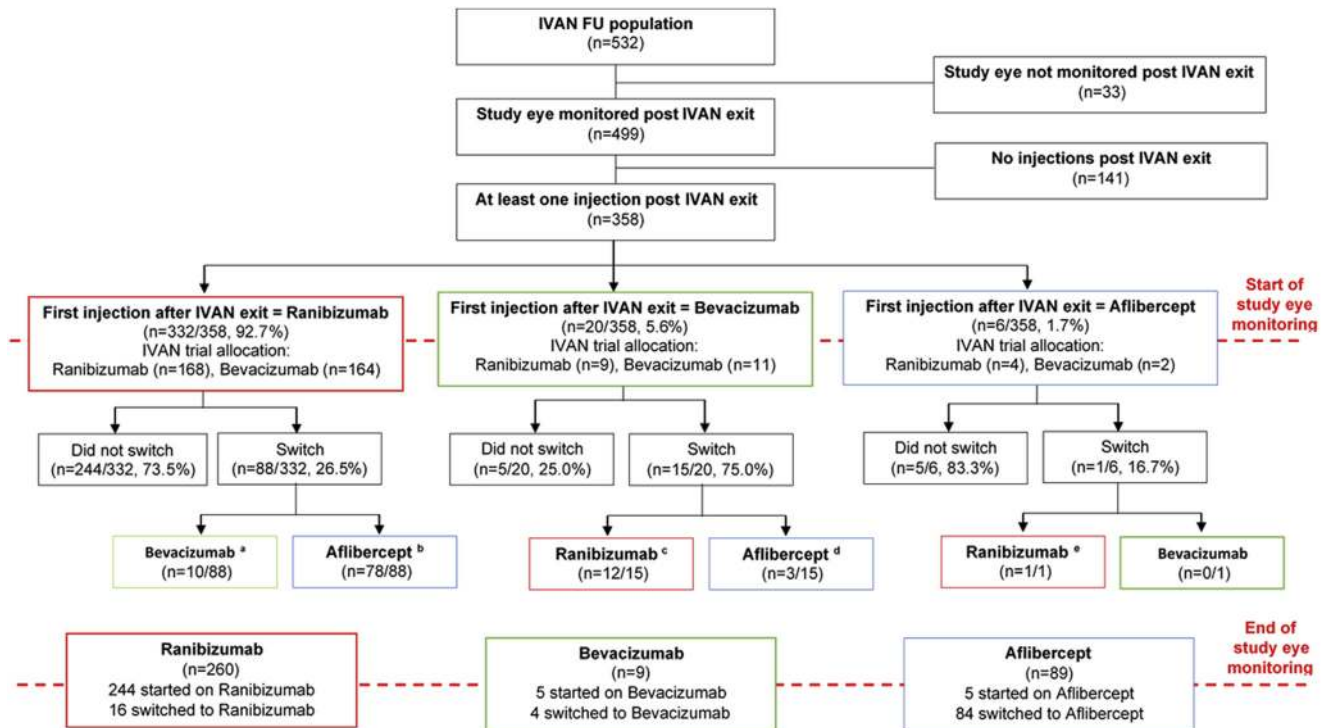 IVAN FU population
(n=532)
Study eye not monitored post IVAN exit
(n=33)
Study eye monitored post IVAN exit
(n=499)
No injections post IVAN exit
(n=141)
At least one injection post IVAN exit
(n=358)
First injection after IVAN exit = Ranibizumab
(n=332/358, 92.7%)
IVAN trial allocation:
Ranibizumab (n=168), Bevacizumab (n=164)
First injection after IVAN exit = Bevacizumab
(n=20/358, 5.6%)
IVAN trial allocation:
Ranibizumab (n=9), Bevacizumab (n=11)
First injection after IVAN exit = Aflibercept
(n=6/358, 1.7%)
IVAN trial allocation:
Ranibizumab (n=4), Bevacizumab (n=2)
Start of
study eye
monitoring
Did not switch
(n=244/332, 73.5%)
Switch
(n=88/332, 26.5%)
Did not switch
(n=5/20, 25.0%)
Switch
(n=15/20, 75.0%)
Did not switch
(n=5/6, 83.3%)
Switch
(n=1/6, 16.7%)
Bevacizumab a
(n=10/88)
Aflibercept b
(n=78/88)
Ranibizumab c
(n=12/15)
Aflibercept d
(n=3/15)
Ranibizumab e
(n=1/1)
Bevacizumab
(n=0/1)
Ranibizumab
(n=260)
244 started on Ranibizumab
16 switched to Ranibizumab
Bevacizumab
(n=9)
5 started on Bevacizumab
4 switched to Bevacizumab
Aflibercept
(n=89)
5 started on Aflibercept
84 switched to Aflibercept
End of
study eye
monitoring